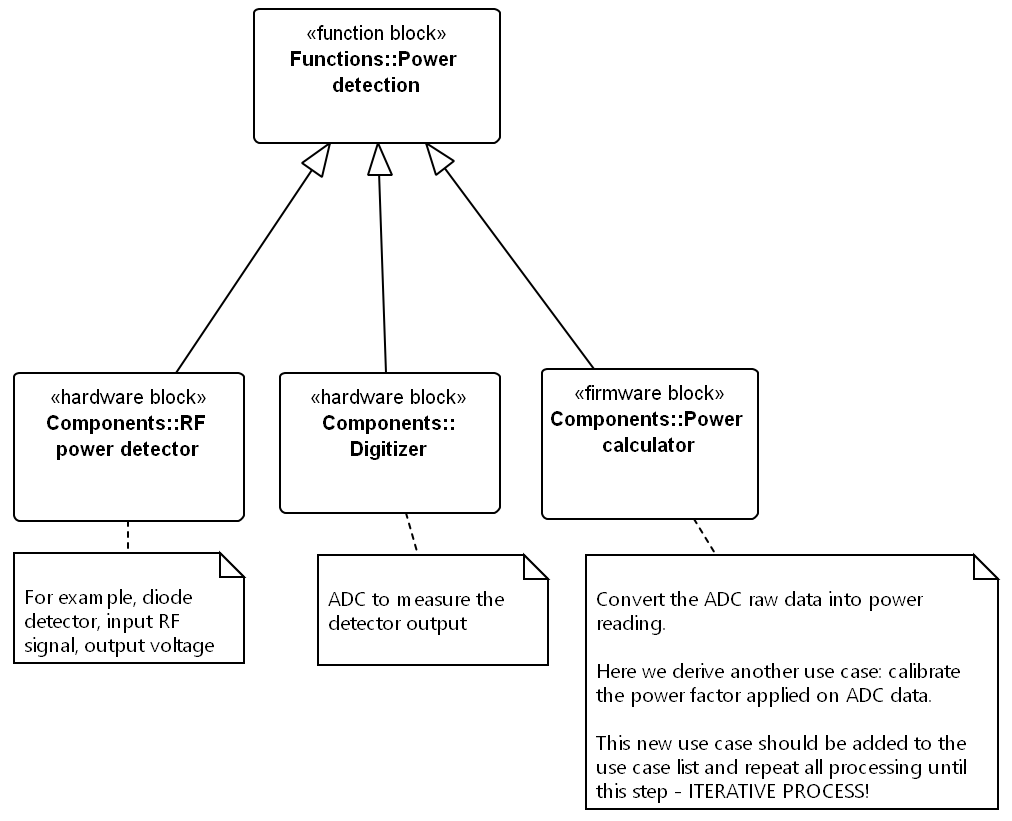 «function block»
Functions::Power
detection
«hardware block»
Components::RF
power detector
«hardware block»
Components::
Digitizer
«firmware block»
Components::Power
calculator
For example, diode
detector, input RF
signal, output voltage
ADC to measure the
detector output
Convert the ADC raw data into power
reading.
Here we derive another use case: calibrate
the power factor applied on ADC data.
This new use case should be added to the
use case list and repeat all processing until
this step - ITERATIVE PROCESS!